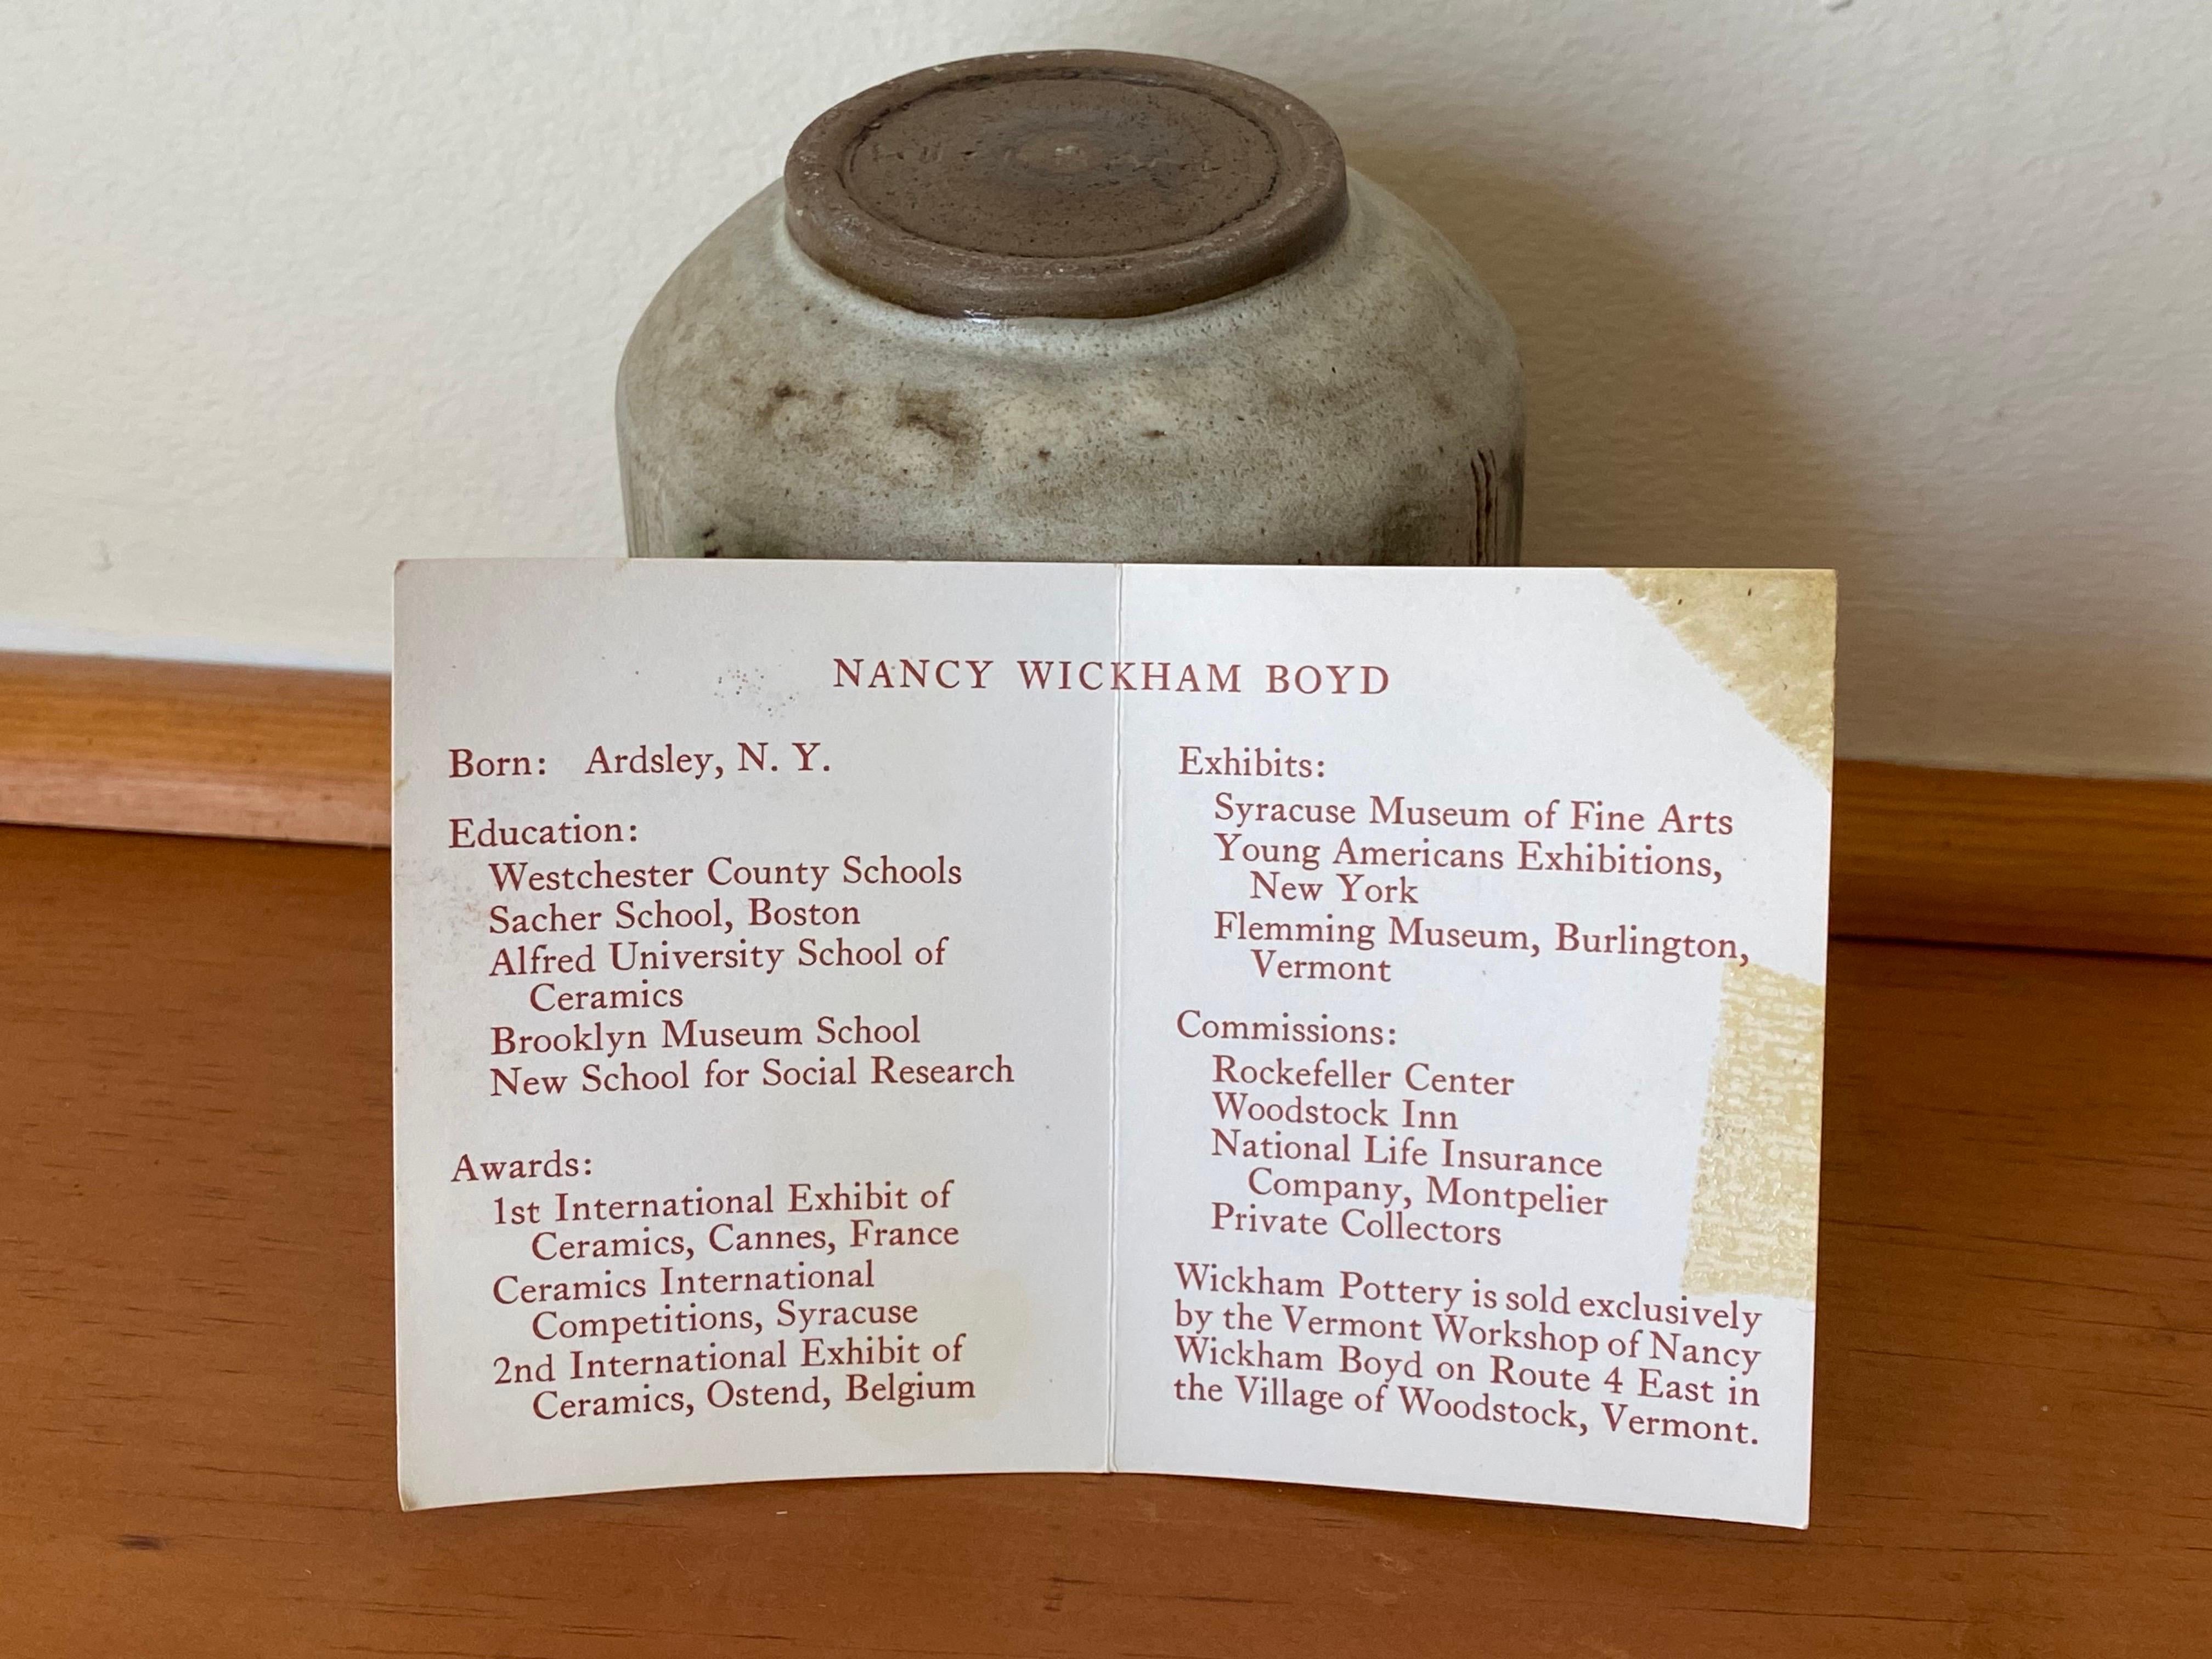 NANCY WICKHAM BOYD
Born: Ardsley, N. Y.
Education:
Westchester County Schools
Sacher School, Boston
Alfred University School of
Ceramics
Brooklyn Museum School
New School for Social Research
Awards:
1st International Exhibit of
Ceramics, Cannes, France
Ceramics International
Competitions, Syracuse
2nd International Exhibit of
Ceramics, Ostend, Belgium
Exhibits:
Syracuse Museum of Fine Arts
Young Americans Exhibitions,
New York
Flemming Museum, Burlington,
Vermont
Commissions:
Rockefeller Center
Woodstock Inn
National Life Insurance
Company, Montpelier
Private Collectors
Wickham Pottery is sold exclusively
by the Vermont Workshop of Nancy
Wickham Boyd on Route 4 East in
the Village of Woodstock, Vermont.